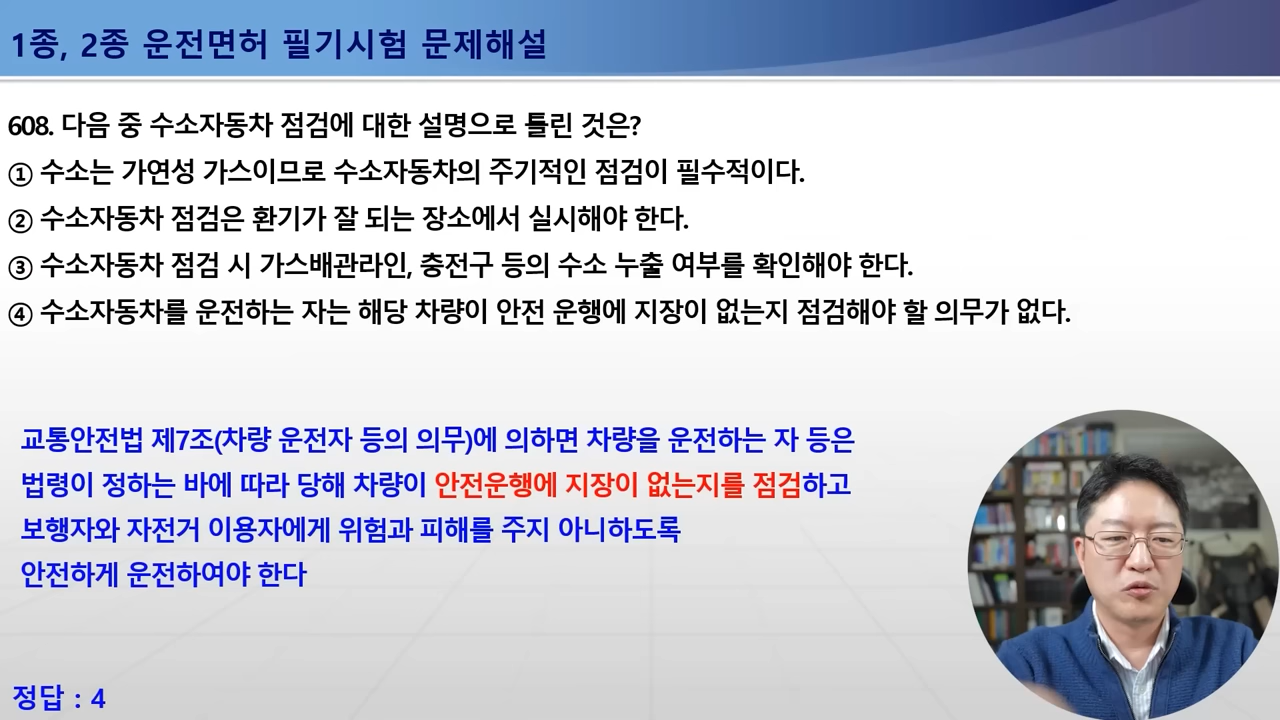 1종, 2종 운전면허 필기시험 문제해설
608. 다음 중 수소자동차 점검에 대한 설명으로 틀린 것은?
① 수소는 가연성 가스이므로 수소자동차의 주기적인 점검이 필수적이다.
② 수소자동차 점검은 환기가 잘 되는 장소에서 실시해야 한다.
③ 수소자동차 점검 시 가스배관라인, 충전구 등의 수소 누출 여부를 확인해야 한다.
④ 수소자동차를 운전하는 자는 해당 차량이 안전 운행에 지장이 없는지 점검해야 할 의무가 없다.
교통안전법 제7조(차량 운전자 등의 의무)에 의하면 차량을 운전하는 자 등은
법령이 정하는 바에 따라 당해 차량이 안전운행에 지장이 없는지를 점검하고
보행자와 자전거 이용자에게 위험과 피해를 주지 아니하도록
안전하게 운전하여야 한다
정답 : 4